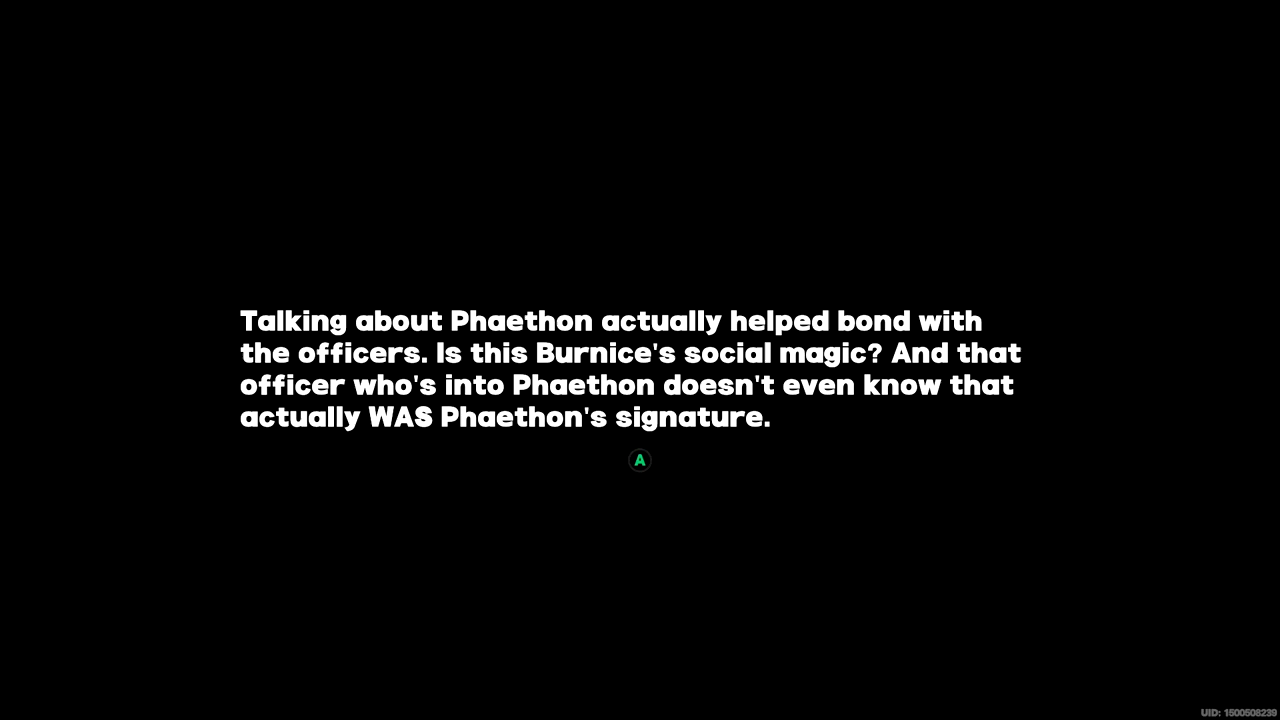 Talking about Phaethon actually helped bond with
the officers. Is this Burnice's social magic? And that
officer who's into Phaethon doesn't even know that
actually WAS Phaethon's signature.
A
UID: 1500508239